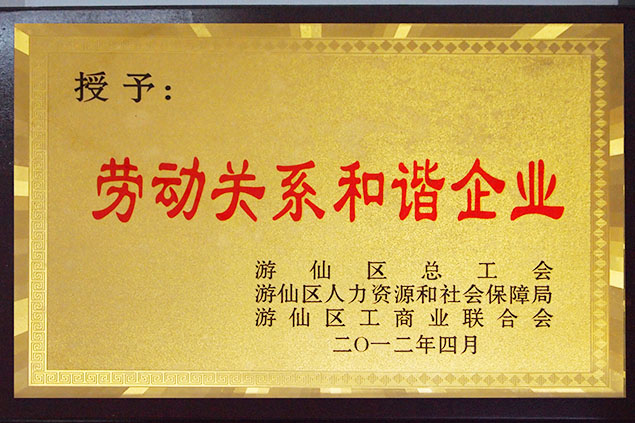 授予：
劳动关系和谐企业
游仙区总工会
游仙区人力资源和社会保障局
游仙区工商业联合会
二〇一二年四月